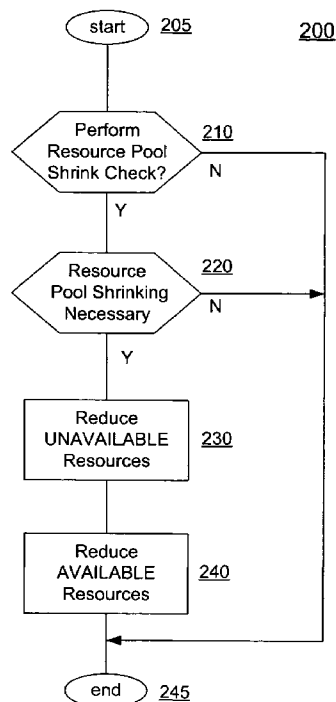 start
205
200
Perform
Resource Pool
Shrink Check?
210
N
Y
Resource
Pool Shrinking
Necessary
220
N
Y
Reduce
UNAVAILABLE
Resources
230
Reduce
AVAILABLE
Resources
240
end
245